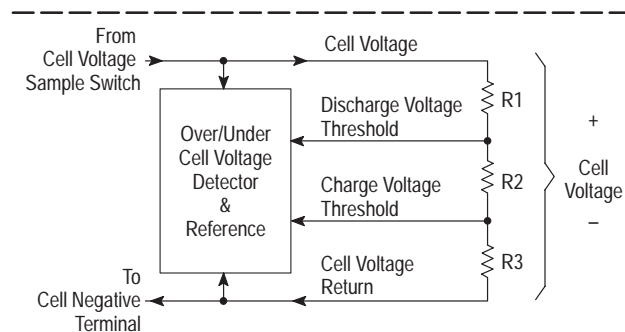 From
Cell Voltage
Sample Switch
Cell Voltage
R1
Discharge Voltage
Threshold
Over/Under
Cell Voltage
Detector
&
Reference
R2
Charge Voltage
Threshold
+
Cell
Voltage
–
R3
Cell Voltage
Return
To
Cell Negative
Terminal